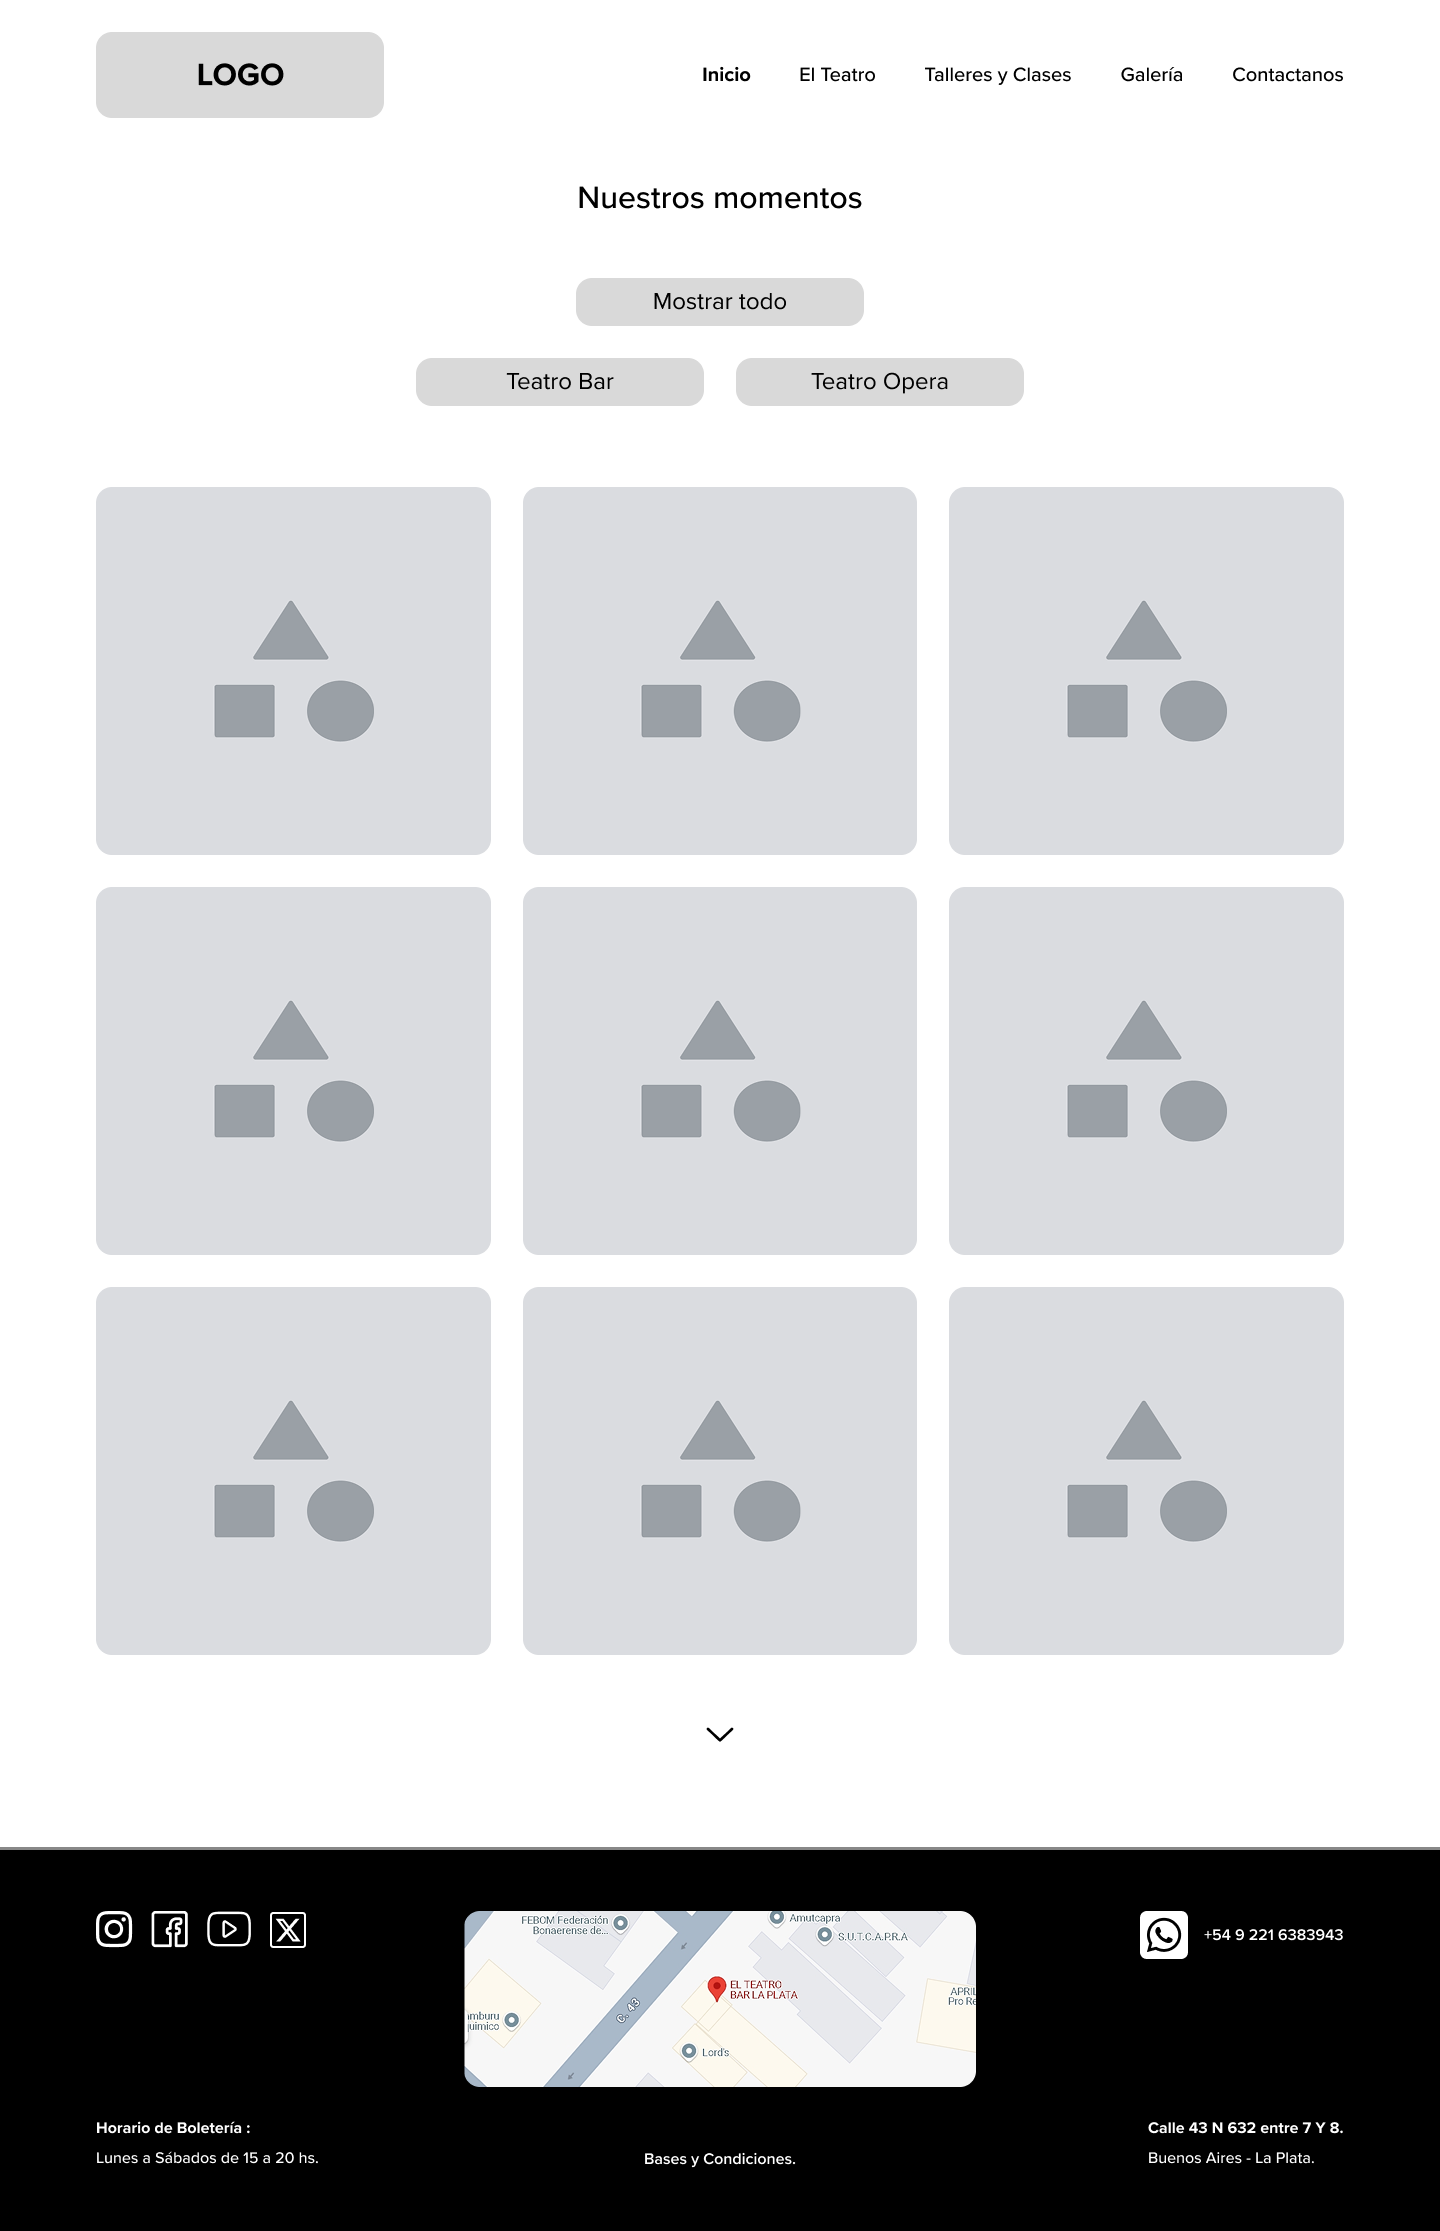 LOGO
Inicio
El Teatro
Talleres y Clases
Galería
Contactanos
Nuestros momentos
Mostrar todo
Teatro Bar
Teatro Opera
FEBOM Federación
Bonaerense de...
Amutcapra
S.U.T.C.A.P.R.A
EL TEATRO
BAR LA PLATA
APRIL
Pro Re
C. 43
mburu
uimico
Lord's
+54 9 221 6383943
Horario de Boletería :
Lunes a Sábados de 15 a 20 hs.
Bases y Condiciones.
Calle 43 N 632 entre 7 Y 8.
Buenos Aires - La Plata.